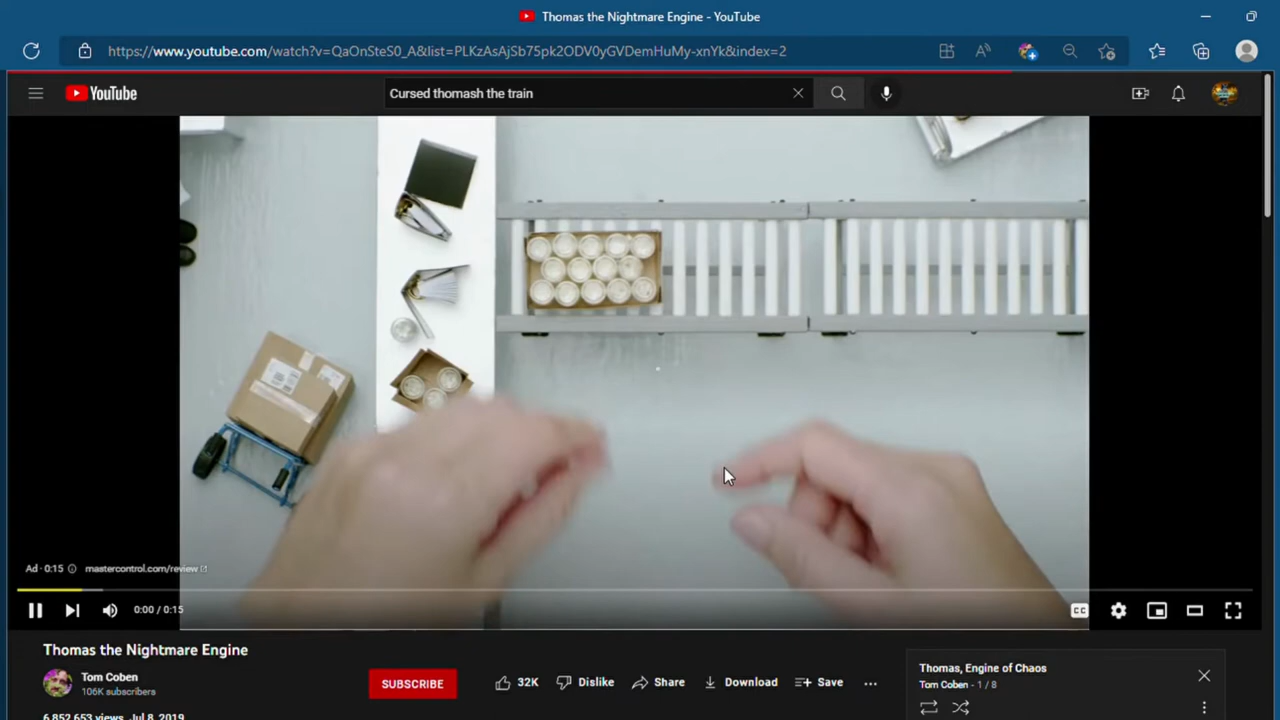 Thomas the Nightmare Engine - YouTube
https://www.youtube.com/watch?v=QaOnSteS0_A&list=PLKzAsAjSb75pk2ODV0yGVDemHuMy-xnYk&index=2
YouTube
Cursed thomash the train
Ad · 0:15 mastercontrol.com/review
0:00 / 0:15
CC
Thomas the Nightmare Engine
Tom Coben
106K subscribers
SUBSCRIBE
32K
Dislike
Share
Download
Save
Thomas, Engine of Chaos
Tom Coben - 1 / 8
6,852,653 views Jul 8, 2019